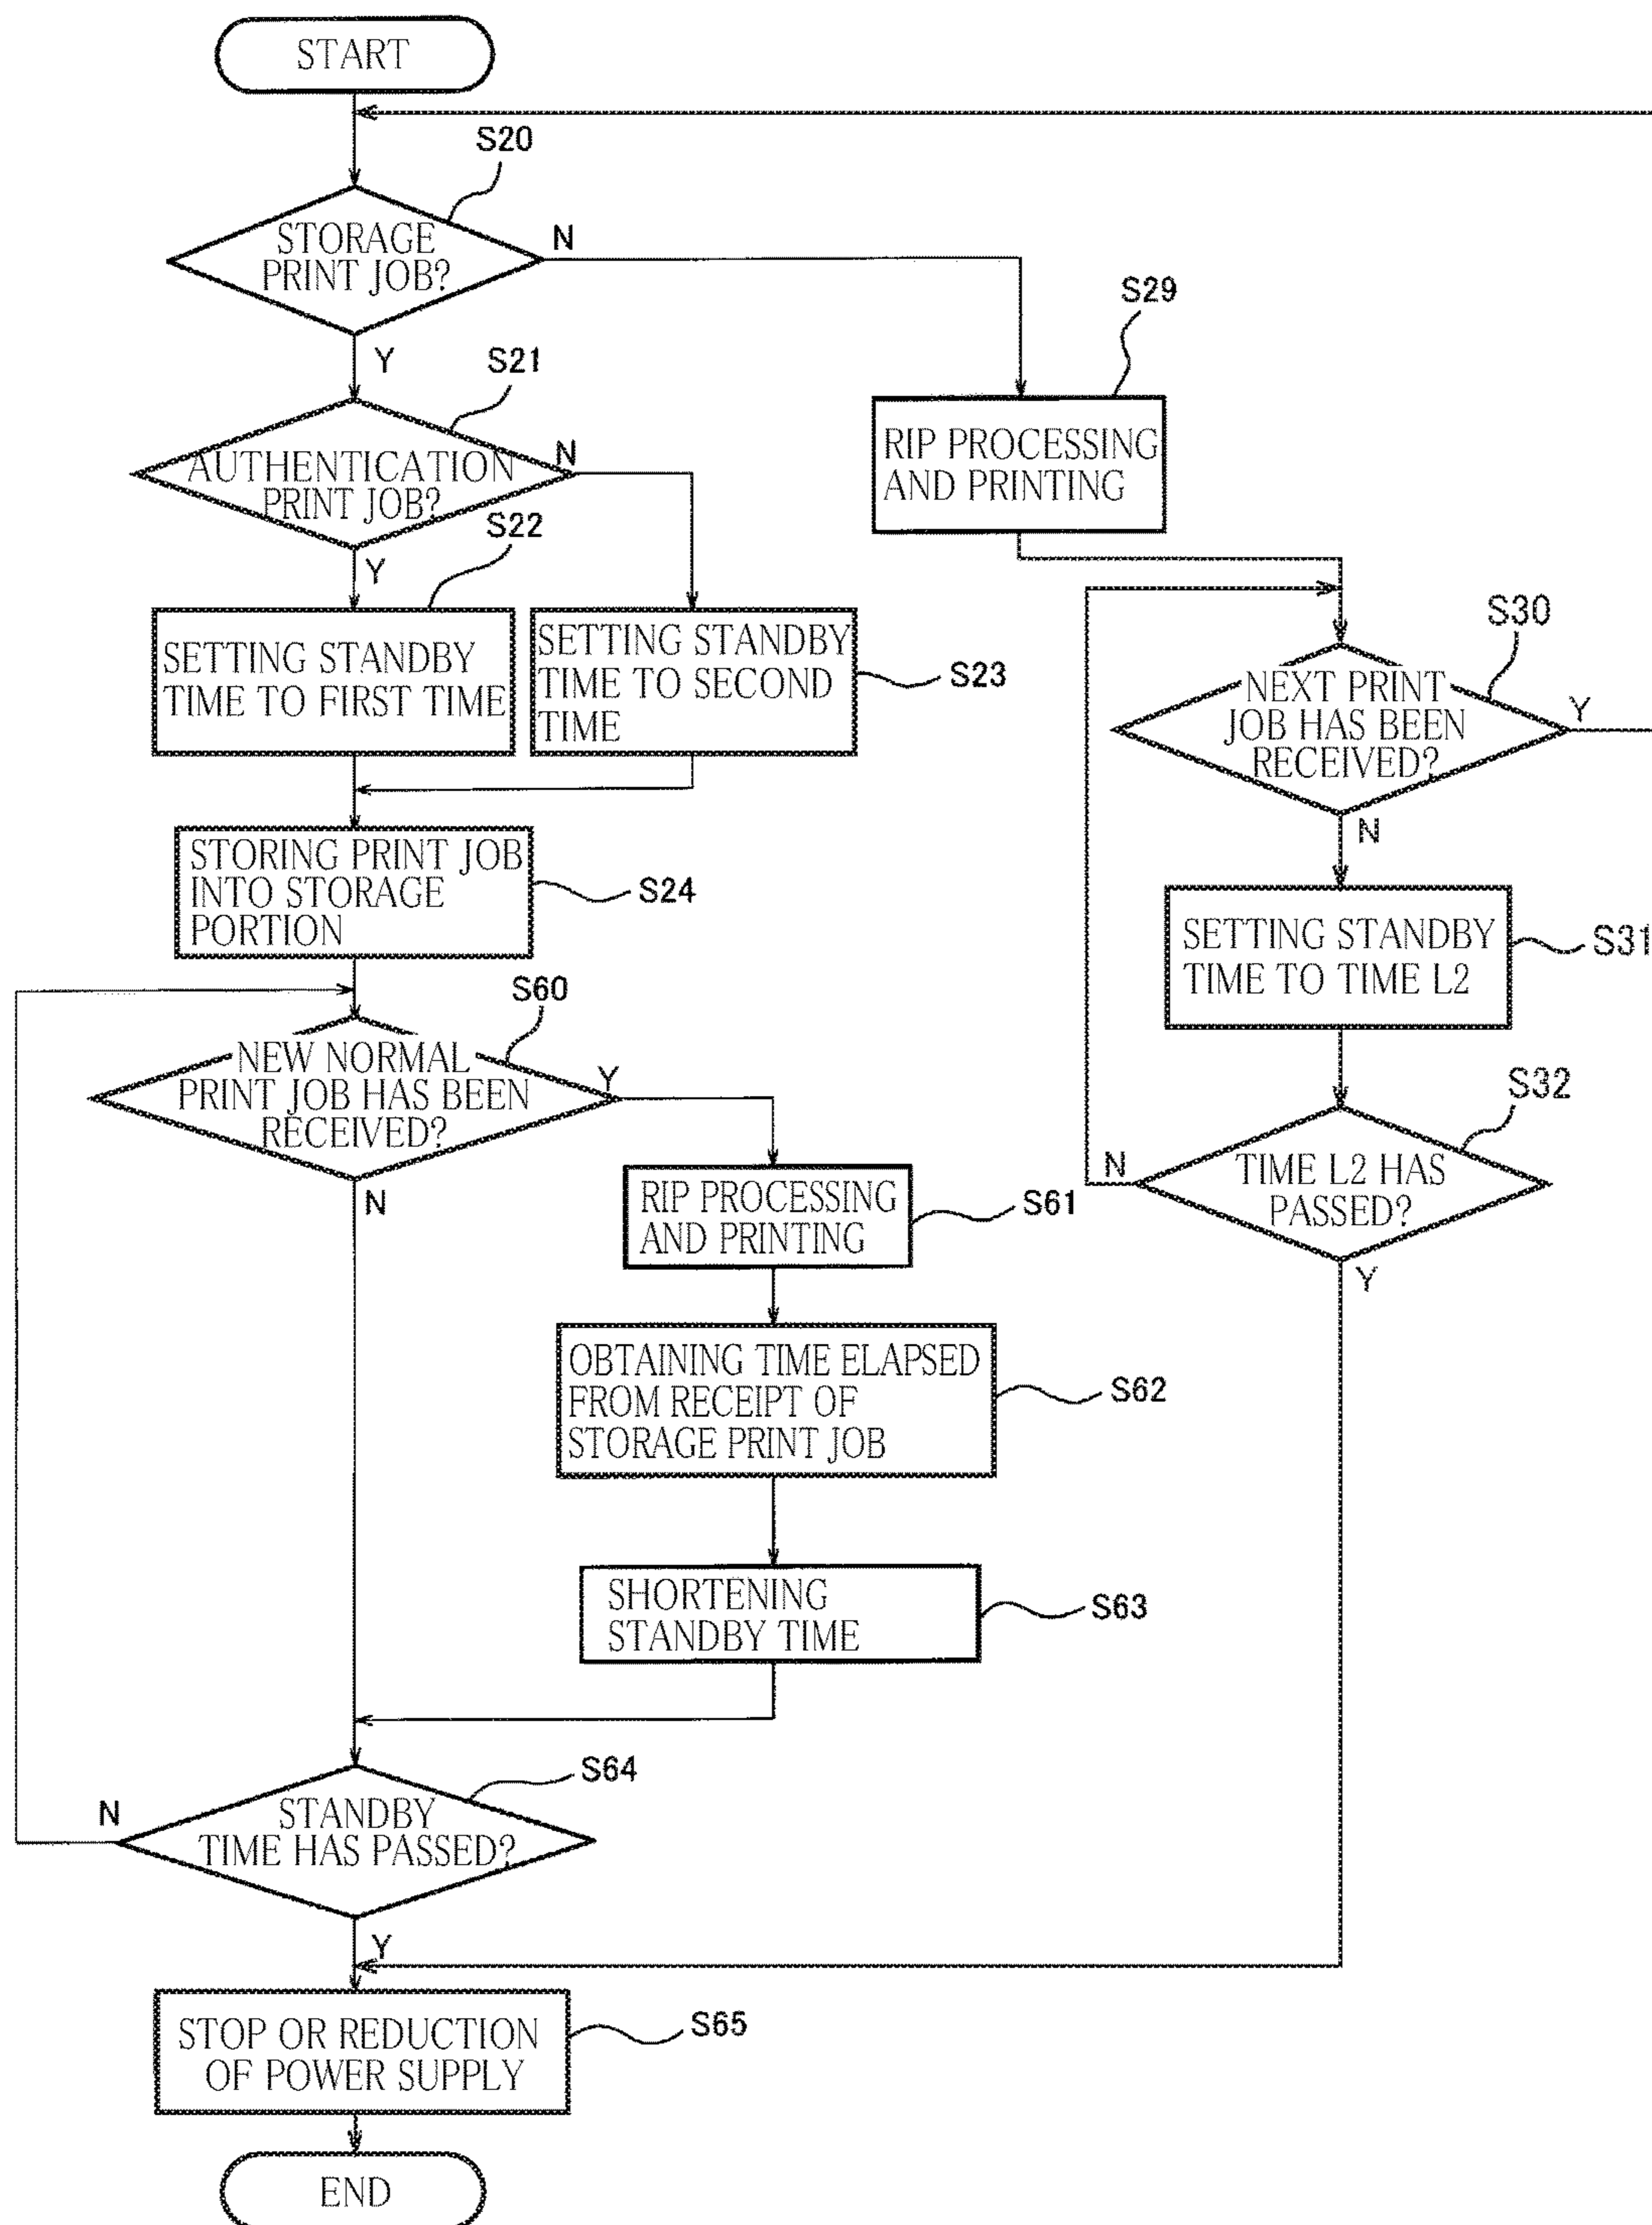 START
S20
STORAGE
PRINT JOB?
N
S29
Y
S21
AUTHENTICATION
PRINT JOB?
N
RIP PROCESSING
AND PRINTING
S22
Y
SETTING STANDBY
TIME TO FIRST TIME
SETTING STANDBY
TIME TO SECOND
TIME
S23
S30
NEXT PRINT
JOB HAS BEEN
RECEIVED?
Y
N
STORING PRINT JOB
INTO STORAGE
PORTION
S24
SETTING STANDBY
TIME TO TIME L2
S31
S60
NEW NORMAL
PRINT JOB HAS BEEN
RECEIVED?
Y
N
S32
TIME L2 HAS
PASSED?
N
Y
RIP PROCESSING
AND PRINTING
S61
OBTAINING TIME ELAPSED
FROM RECEIPT OF
STORAGE PRINT JOB
S62
SHORTENING
STANDBY TIME
S63
S64
STANDBY
TIME HAS PASSED?
N
Y
STOP OR REDUCTION
OF POWER SUPPLY
S65
END